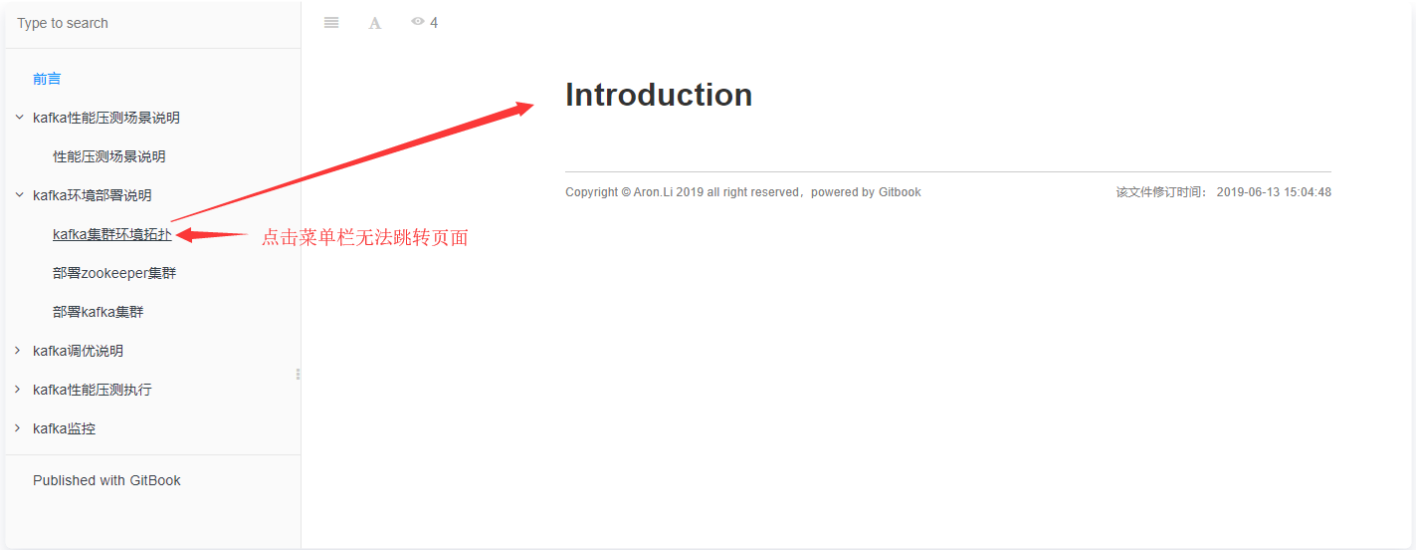 Type to search
A
4
前言
kafka性能压测场景说明
性能压测场景说明
kafka环境部署说明
kafka集群环境拓扑
部署zookeeper集群
部署kafka集群
kafka调优说明
kafka性能压测执行
kafka监控
Published with GitBook
点击菜单栏无法跳转页面
Introduction
Copyright © Aron.Li 2019 all right reserved，powered by Gitbook
该文件修订时间： 2019-06-13 15:04:48